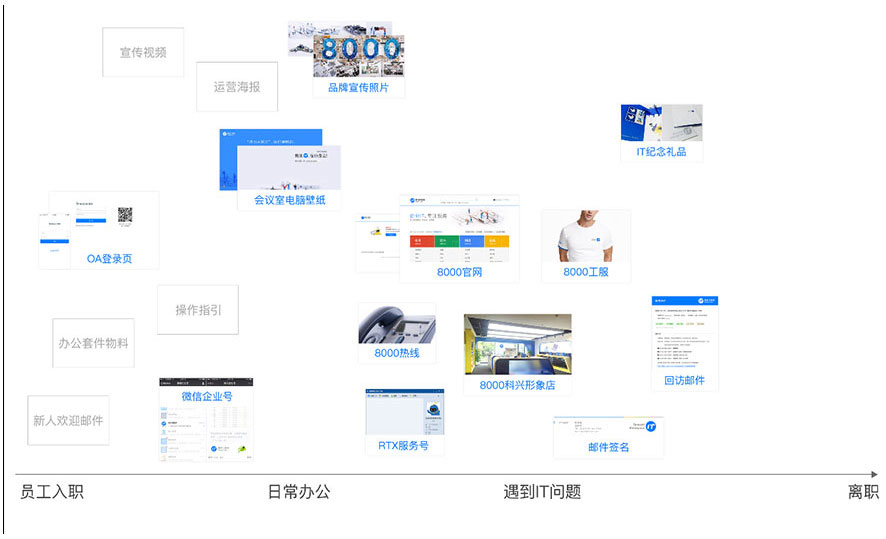 宣传视频
运营海报
8000
品牌宣传照片
IT纪念礼品
会议室电脑壁纸
OA登录页
8000官网
8000工服
操作指引
办公套件物料
8000热线
8000科兴形象店
回访邮件
微信企业号
新人欢迎邮件
RTX服务号
邮件签名
IT
员工入职
日常办公
遇到IT问题
离职